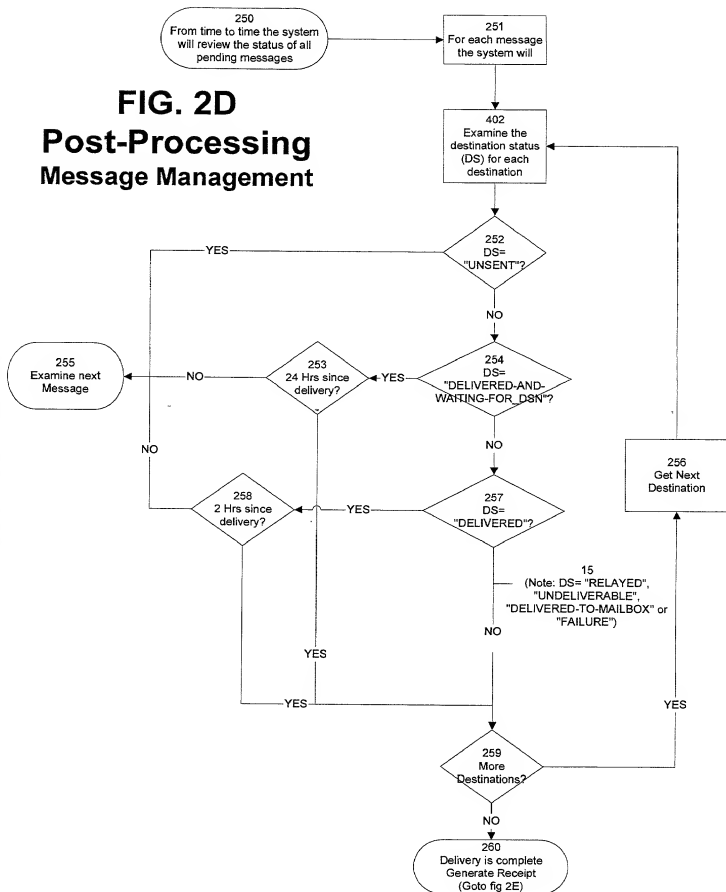 250
From time to time the system
will review the status of all
pending messages
251
For each message
the system will
FIG. 2D
Post-Processing
Message Management
402
Examine the
destination status
(DS) for each
destination
252
DS=
"UNSENT"?
YES
NO
255
Examine next
Message
NO
253
24 Hrs since
delivery?
YES
254
DS=
"DELIVERED-AND-
WAITING-FOR_DSN"?
NO
NO
256
Get Next
Destination
258
2 Hrs since
delivery?
YES
257
DS=
"DELIVERED"?
15
(Note: DS= "RELAYED",
"UNDELIVERABLE",
"DELIVERED-TO-MAILBOX" or
"FAILURE")
NO
YES
YES
YES
259
More
Destinations?
NO
260
Delivery is complete
Generate Receipt
(Goto fig 2E)